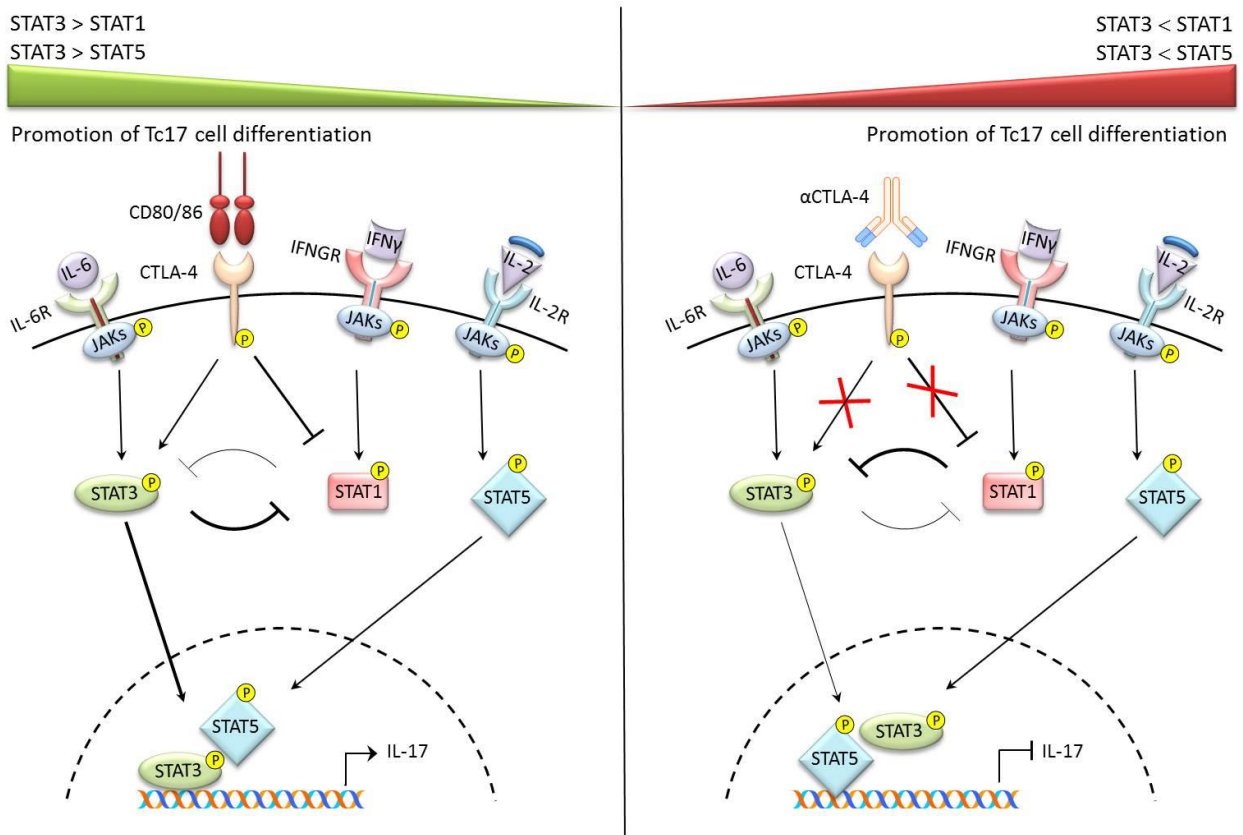 STAT3 > STAT1
STAT3 > STAT5
Promotion of Tc17 cell differentiation
CD80/86
CTLA-4
IFNGR
IFNγ
IL-6
IL-6R
IL-2
IL-2R
JAKs
P
P
JAKs
P
JAKs
P
P
STAT3
P
STAT1
P
STAT5
P
STAT5
P
STAT3
IL-17
STAT3 < STAT1
STAT3 < STAT5
Promotion of Tc17 cell differentiation
αCTLA-4
CTLA-4
IFNGR
IFNγ
IL-6
IL-6R
IL-2
IL-2R
JAKs
P
P
JAKs
P
JAKs
P
P
STAT3
P
STAT1
P
STAT5
P
STAT5
P
STAT3
IL-17